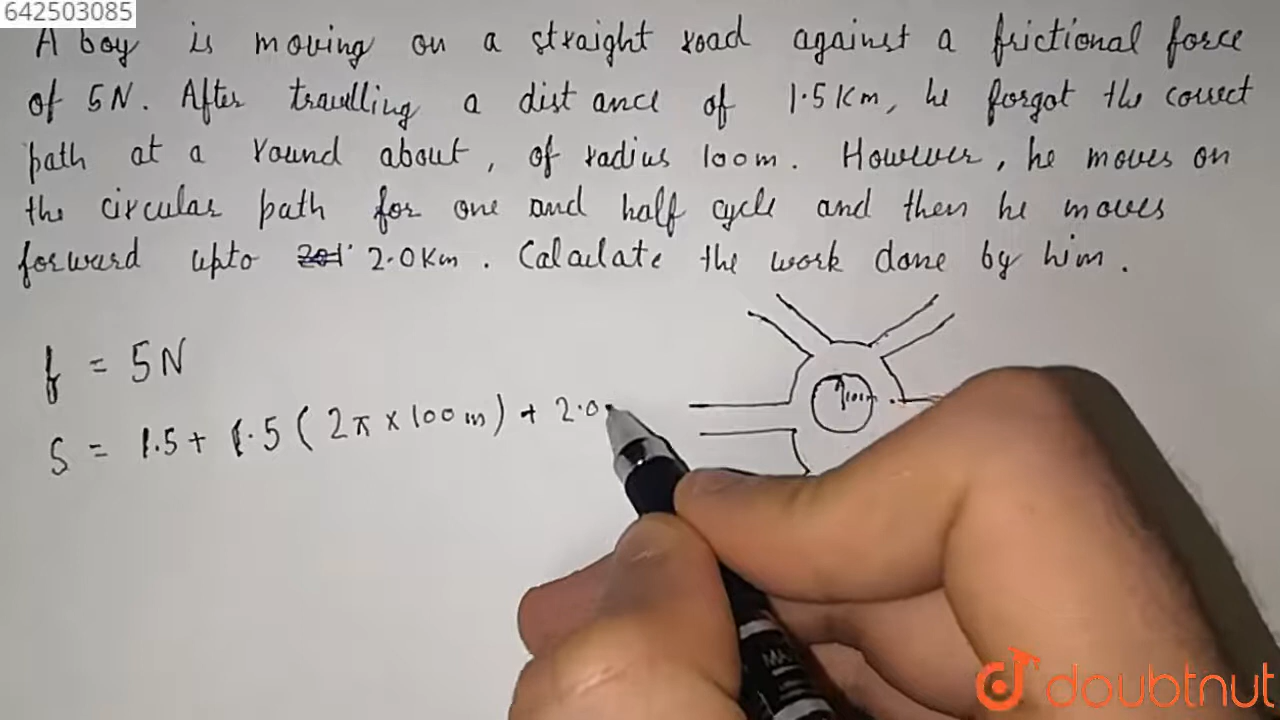 642503085
A boy is moving on a straight road against a frictional force
of 5N. After travelling a distance of 1.5 Km, he forgot the correct
path at a round about, of radius 100m. However, he moves on
the circular path for one and half cycle and then he moves
forward upto 2.0 Km. Calculate the work done by him.
f = 5N
S = 1.5 + 1.5 ( 2π × 100 m ) + 2.0
100m
doubtnut